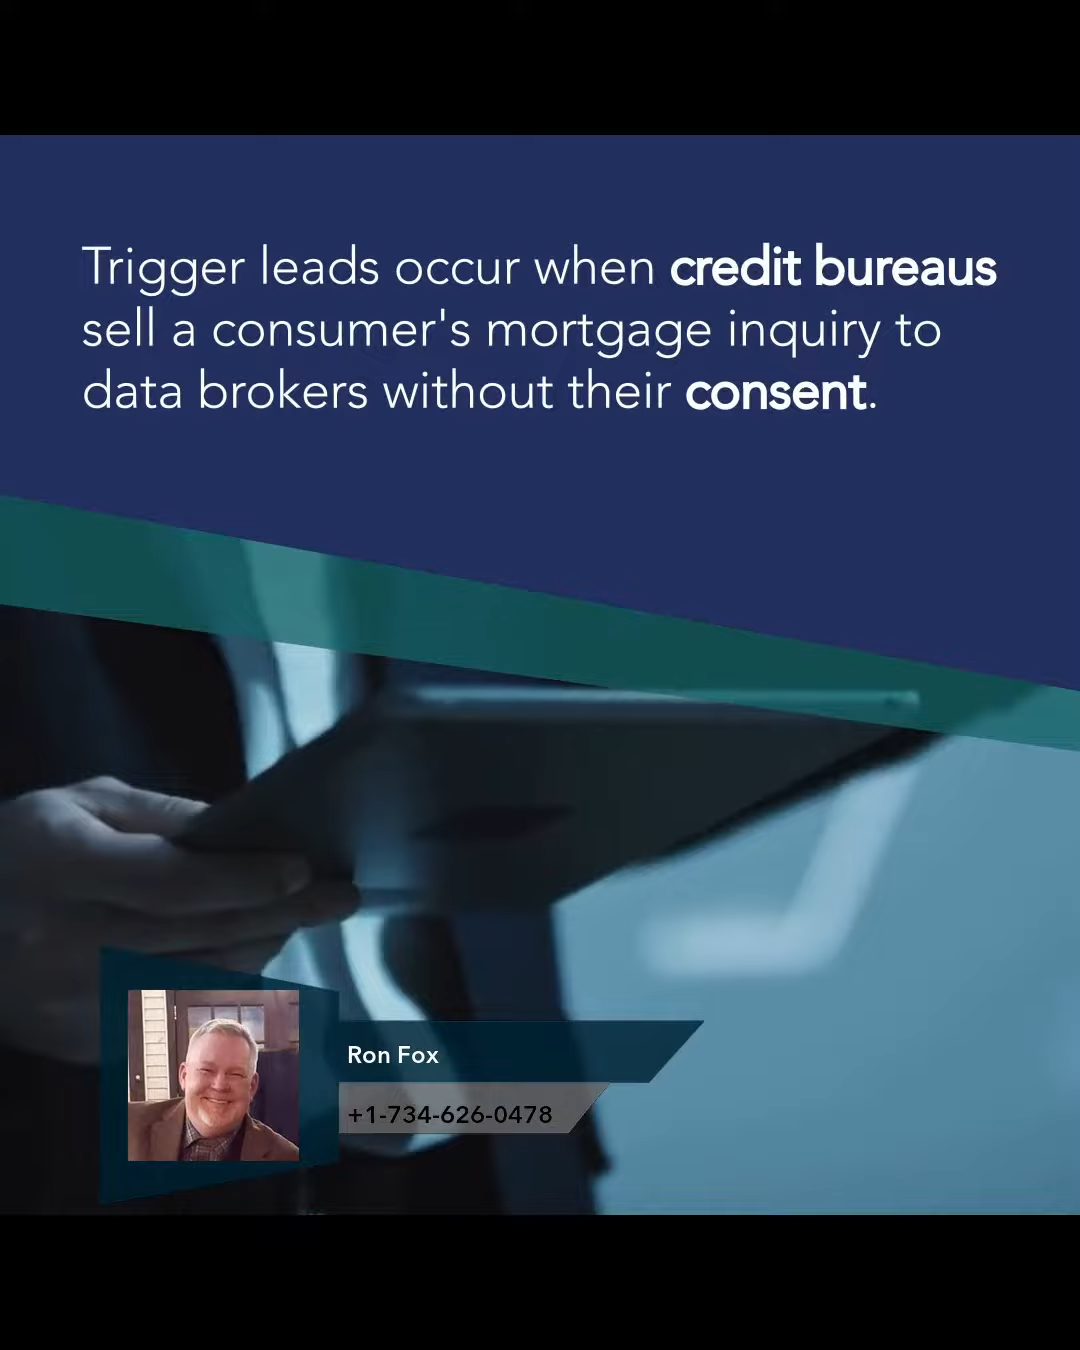 Trigger leads occur when credit bureaus
sell a consumer's mortgage inquiry to
data brokers without their consent.
Ron Fox
+1-734-626-0478